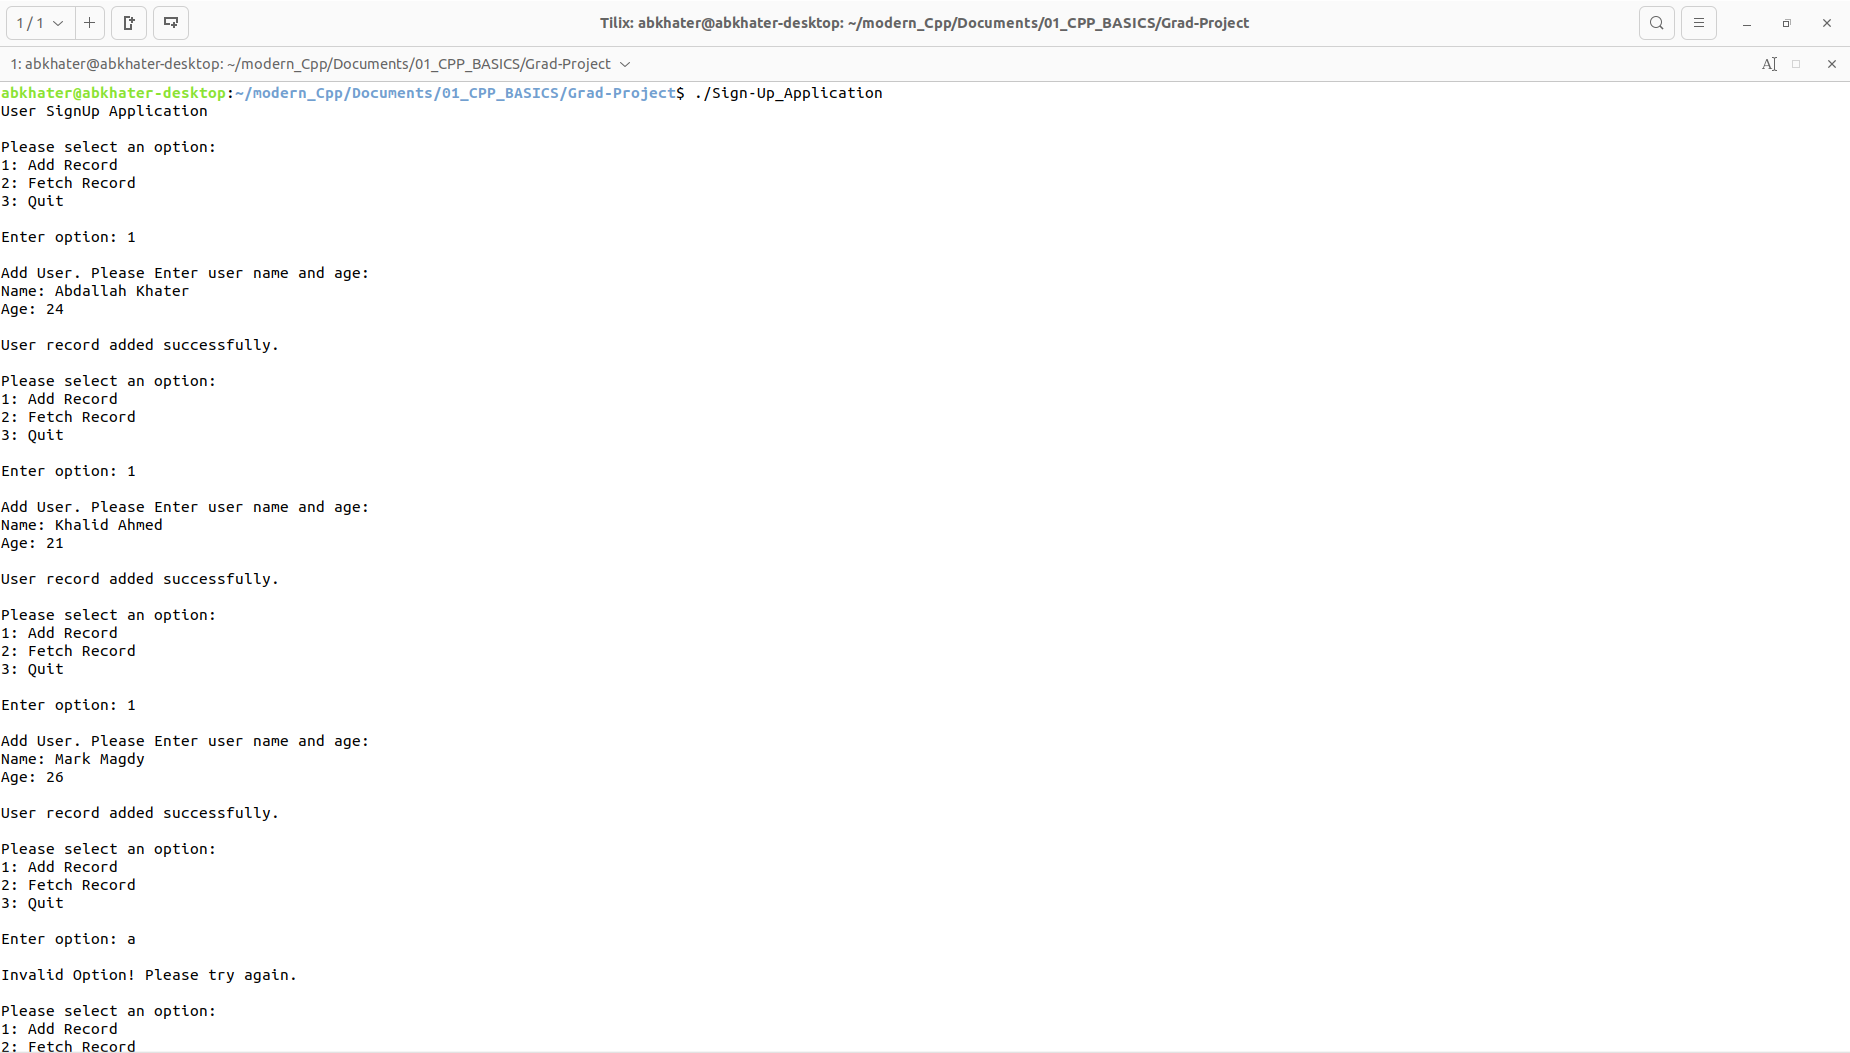 1 / 1
Tilix: abkhater@abkhater-desktop: ~/modern_Cpp/Documents/01_CPP_BASICS/Grad-Project
1: abkhater@abkhater-desktop: ~/modern_Cpp/Documents/01_CPP_BASICS/Grad-Project
abkhater@abkhater-desktop:~/modern_Cpp/Documents/01_CPP_BASICS/Grad-Project$ ./Sign-Up_Application
User SignUp Application
Please select an option:
1: Add Record
2: Fetch Record
3: Quit
Enter option: 1
Add User. Please Enter user name and age:
Name: Abdallah Khater
Age: 24
User record added successfully.
Please select an option:
1: Add Record
2: Fetch Record
3: Quit
Enter option: 1
Add User. Please Enter user name and age:
Name: Khalid Ahmed
Age: 21
User record added successfully.
Please select an option:
1: Add Record
2: Fetch Record
3: Quit
Enter option: 1
Add User. Please Enter user name and age:
Name: Mark Magdy
Age: 26
User record added successfully.
Please select an option:
1: Add Record
2: Fetch Record
3: Quit
Enter option: a
Invalid Option! Please try again.
Please select an option:
1: Add Record
2: Fetch Record